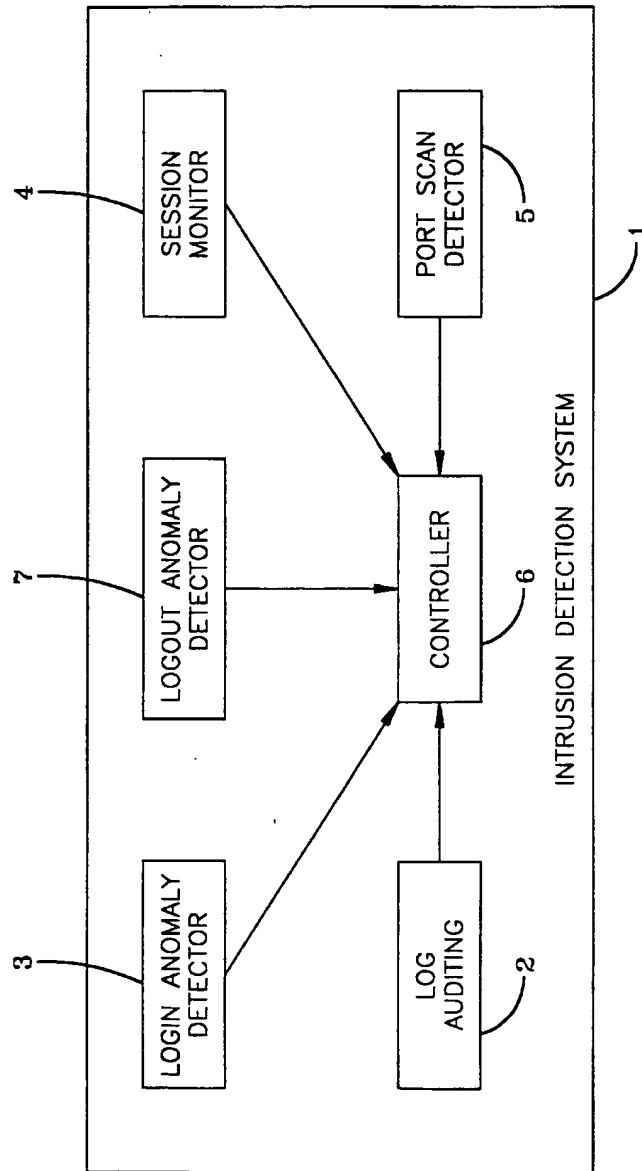 3
7
4
LOGIN ANOMALY
DETECTOR
LOGOUT ANOMALY
DETECTOR
SESSION
MONITOR
LOG
AUDITING
CONTROLLER
PORT SCAN
DETECTOR
2
6
5
INTRUSION DETECTION SYSTEM
1